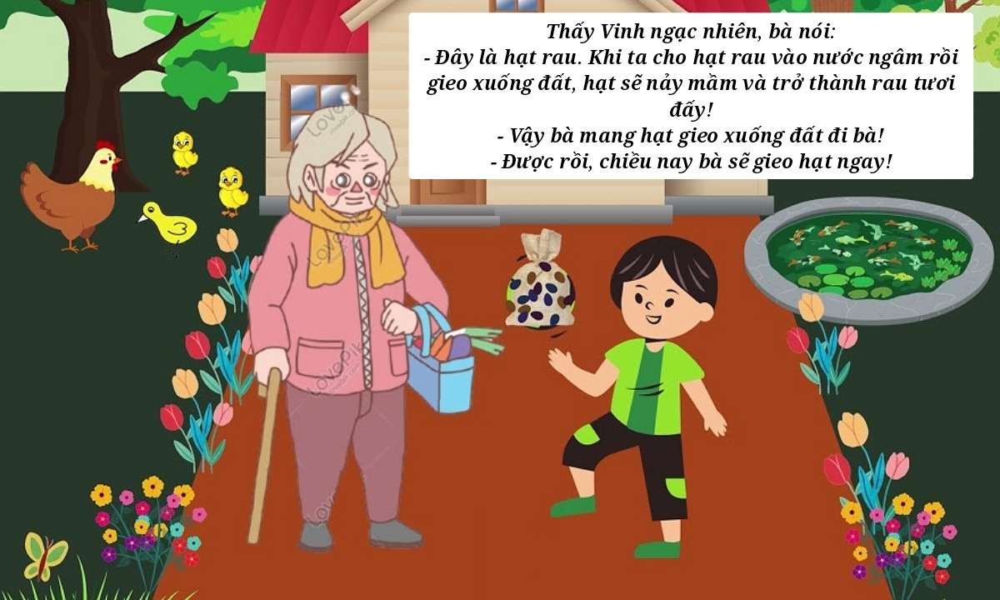 Thấy Vinh ngạc nhiên, bà nói:
- Đây là hạt rau. Khi ta cho hạt rau vào nước ngâm rồi
gieo xuống đất, hạt sẽ nảy mầm và trở thành rau tươi
đấy!
- Vậy bà mang hạt gieo xuống đất đi bà!
- Được rồi, chiều nay bà sẽ gieo hạt ngay!